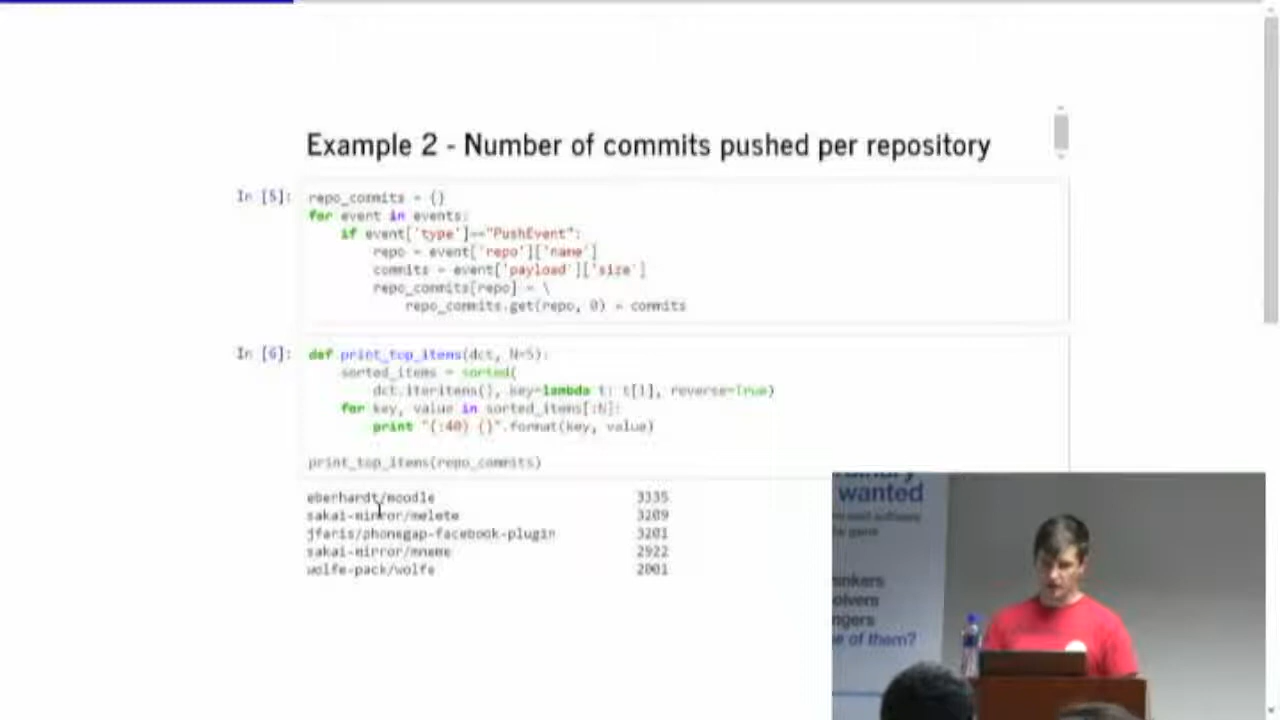 Example 2 - Number of commits pushed per repository
In [5]:
repo_commits = {}
for event in events:
if event['type']=="PushEvent":
repo = event['repo']['name']
commits = event['payload']['size']
repo_commits[repo] = \
repo_commits.get(repo, 0) + commits
In [6]:
def print_top_items(dct, N=5):
sorted_items = sorted(
dct.iteritems(), key=lambda t: t[1], reverse=True)
for key, value in sorted_items[:N]:
print "{:40} {}".format(key, value)
print_top_items(repo_commits)
eberhardt/moodle 3335
sakai-mirror/melete 3209
jfaris/phonegap-facebook-plugin 3201
sakai-mirror/mneme 2922
wolfe-pack/wolfe 2001
wanted
e of them?